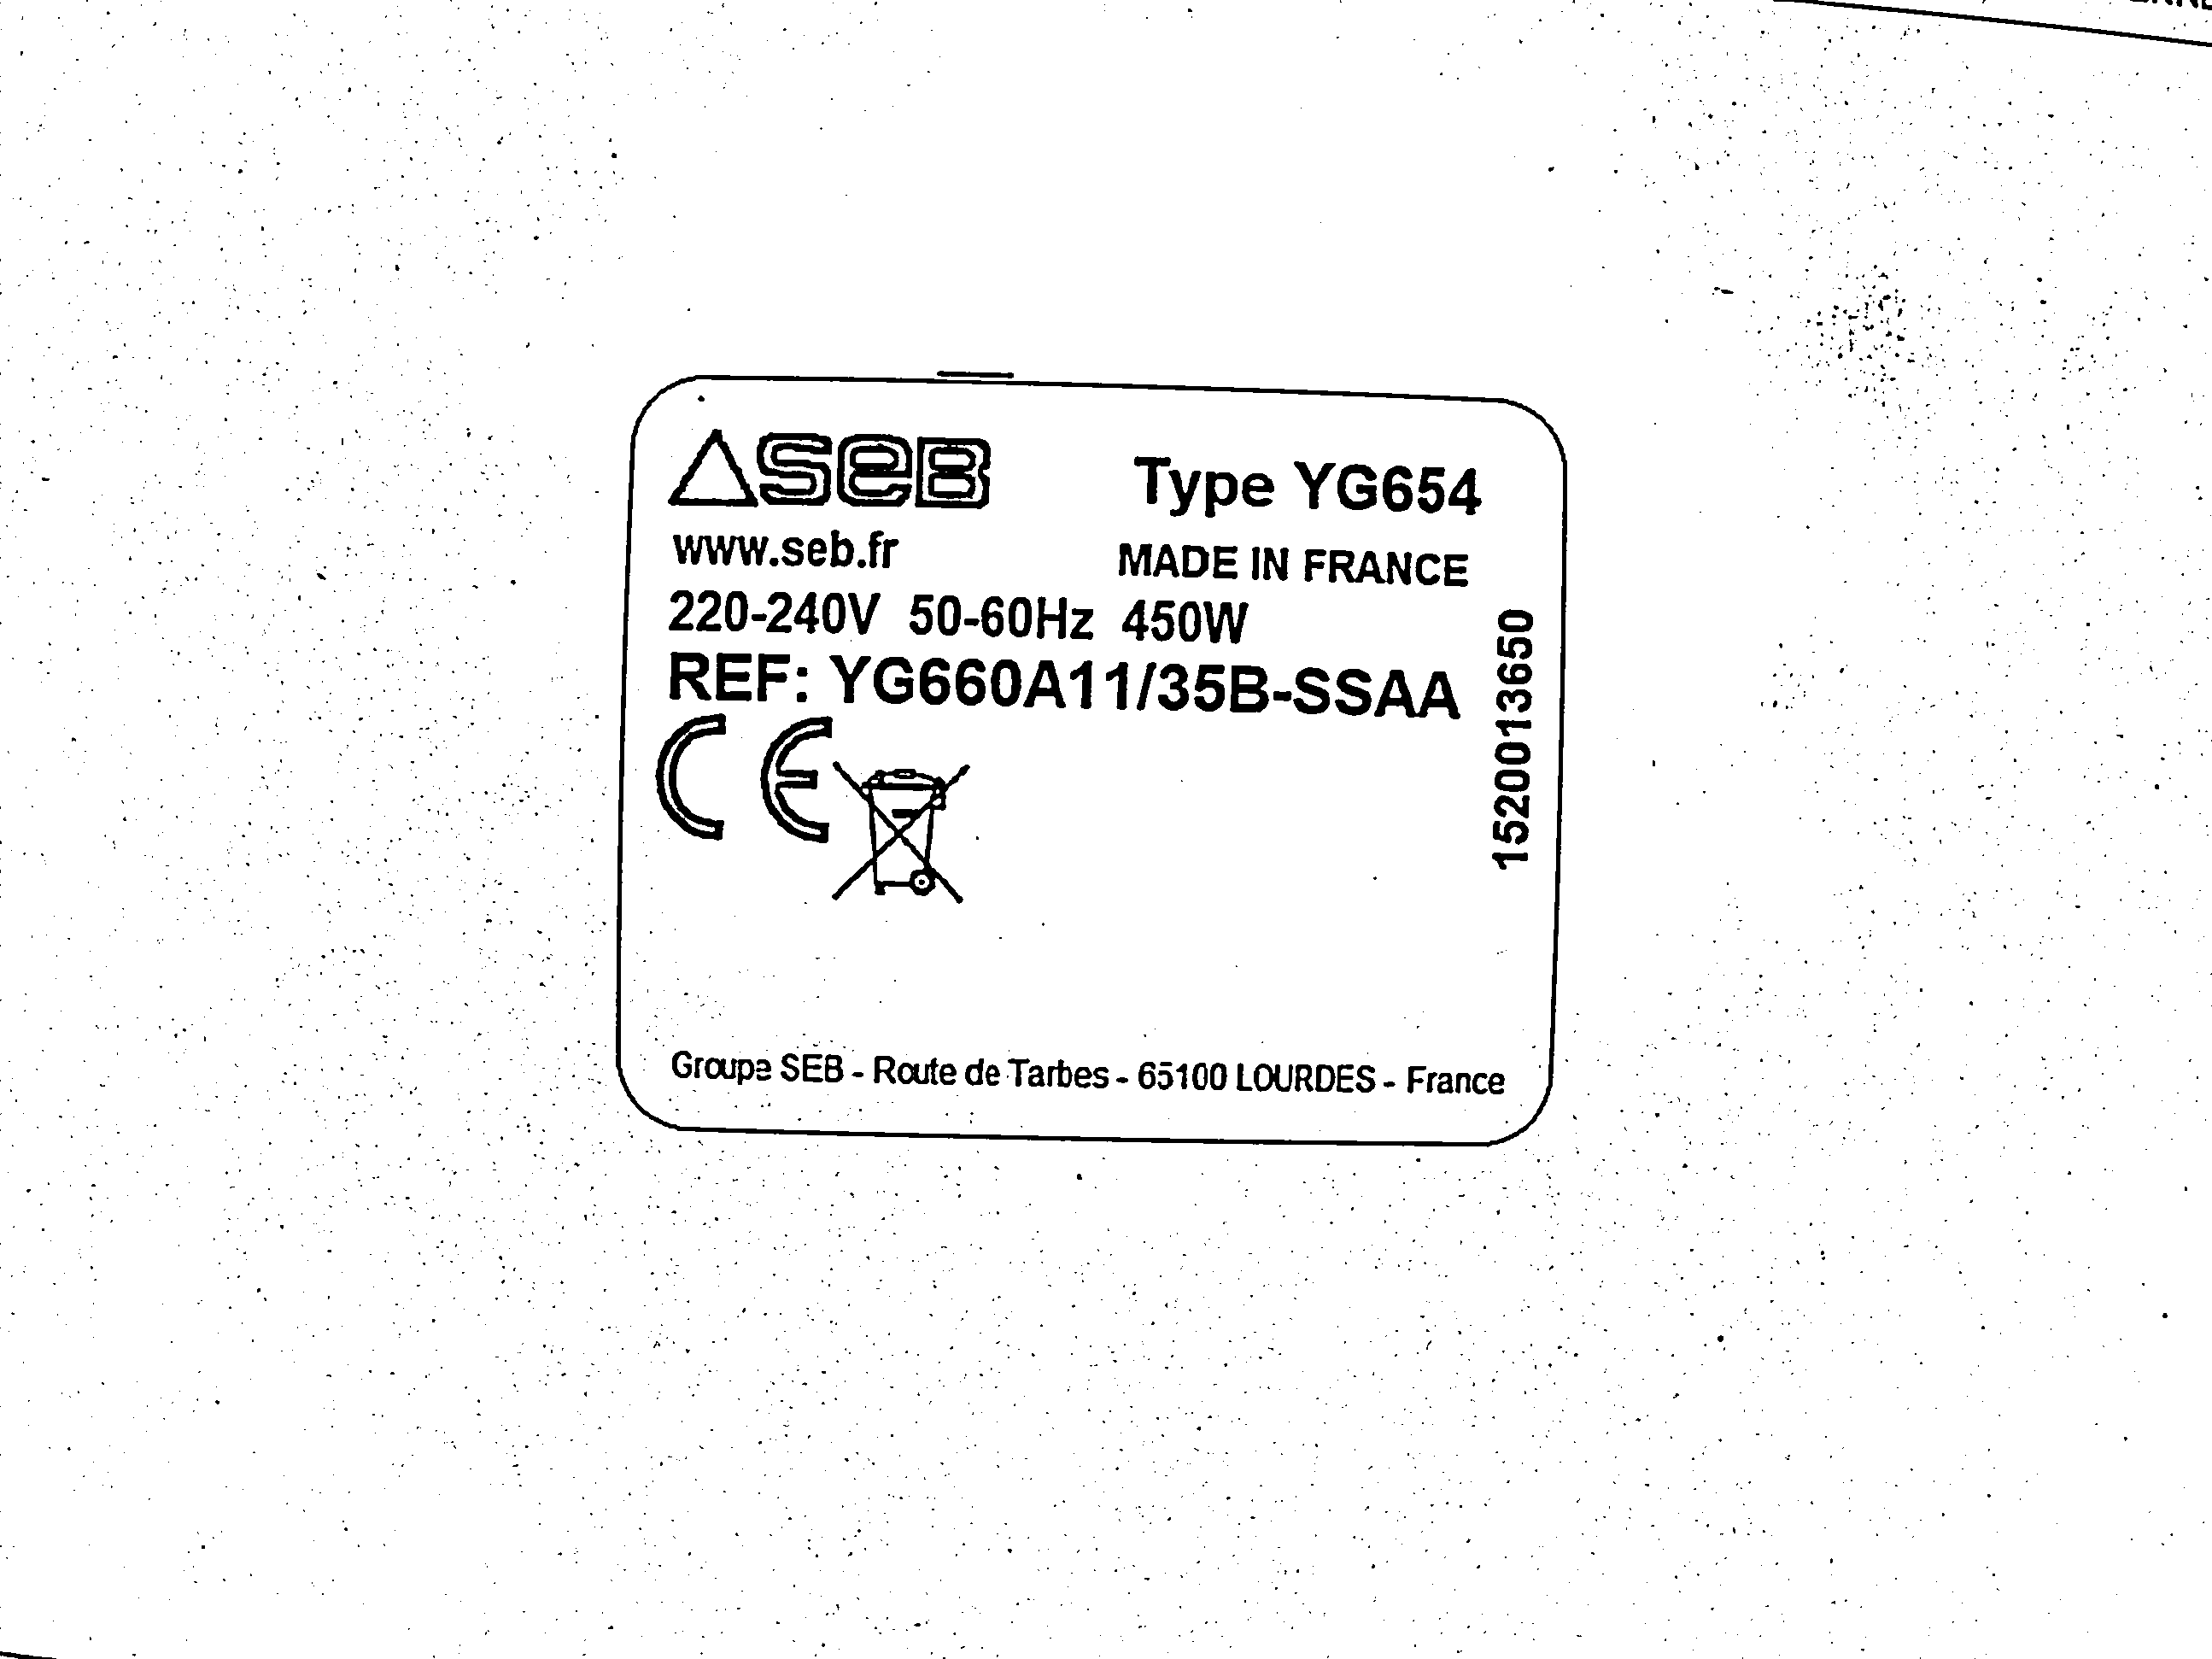 SEB
Type YG654
www.seb.fr
MADE IN FRANCE
220-240V 50-60Hz 450W
REF: YG660A11/35B-SSAA
1520013650
CE
Groupe SEB - Route de Tarbes - 65100 LOURDES - France